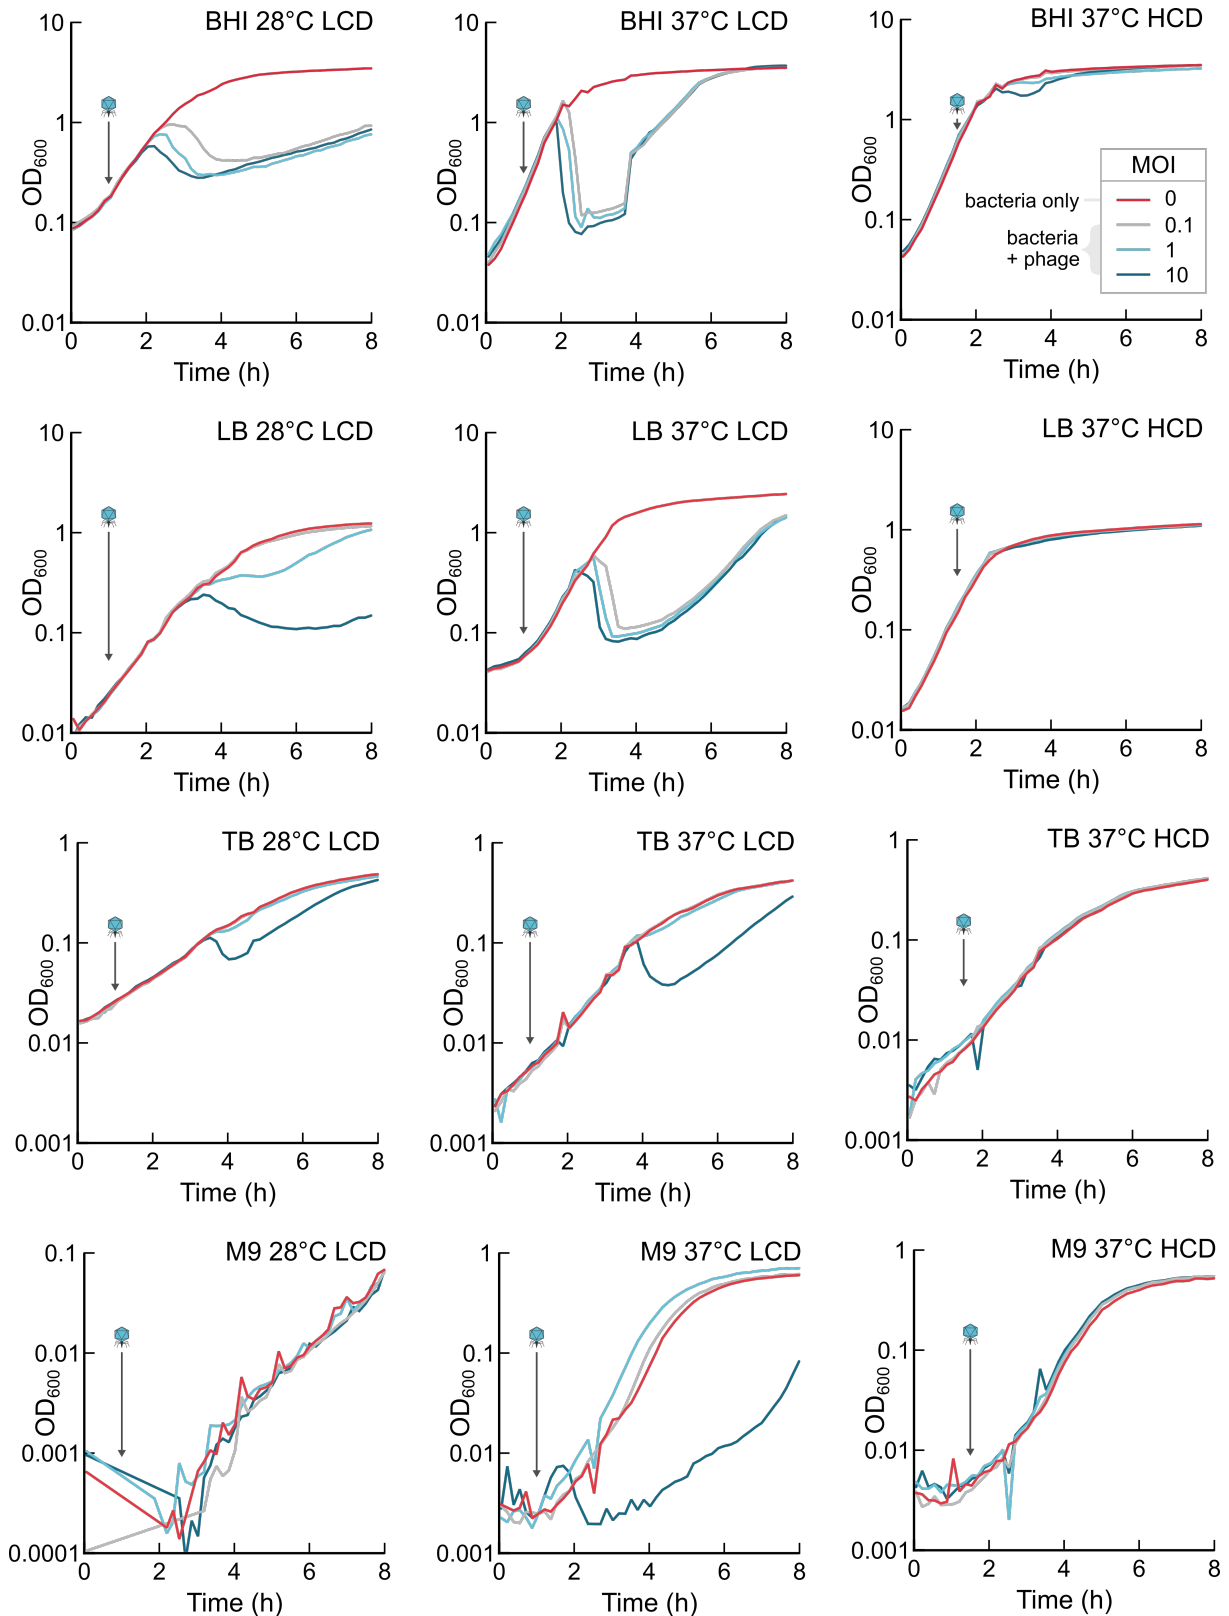 BHI 28°C LCD
10
1
0.1
0.01
OD600
0 2 4 6 8
Time (h)
BHI 37°C LCD
10
1
0.1
0.01
OD600
0 2 4 6 8
Time (h)
BHI 37°C HCD
10
1
0.1
0.01
OD600
0 2 4 6 8
Time (h)
MOI
bacteria only
0
bacteria
+ phage
0.1
1
10
LB 28°C LCD
10
1
0.1
0.01
OD600
0 2 4 6 8
Time (h)
LB 37°C LCD
10
1
0.1
0.01
OD600
0 2 4 6 8
Time (h)
LB 37°C HCD
10
1
0.1
0.01
OD600
0 2 4 6 8
Time (h)
TB 28°C LCD
1
0.1
0.01
0.001
OD600
0 2 4 6 8
Time (h)
TB 37°C LCD
1
0.1
0.01
0.001
OD600
0 2 4 6 8
Time (h)
TB 37°C HCD
1
0.1
0.01
0.001
OD600
0 2 4 6 8
Time (h)
M9 28°C LCD
0.1
0.01
0.001
0.0001
OD600
0 2 4 6 8
Time (h)
M9 37°C LCD
1
0.1
0.01
0.001
OD600
0 2 4 6 8
Time (h)
M9 37°C HCD
1
0.1
0.01
0.001
OD600
0 2 4 6 8
Time (h)